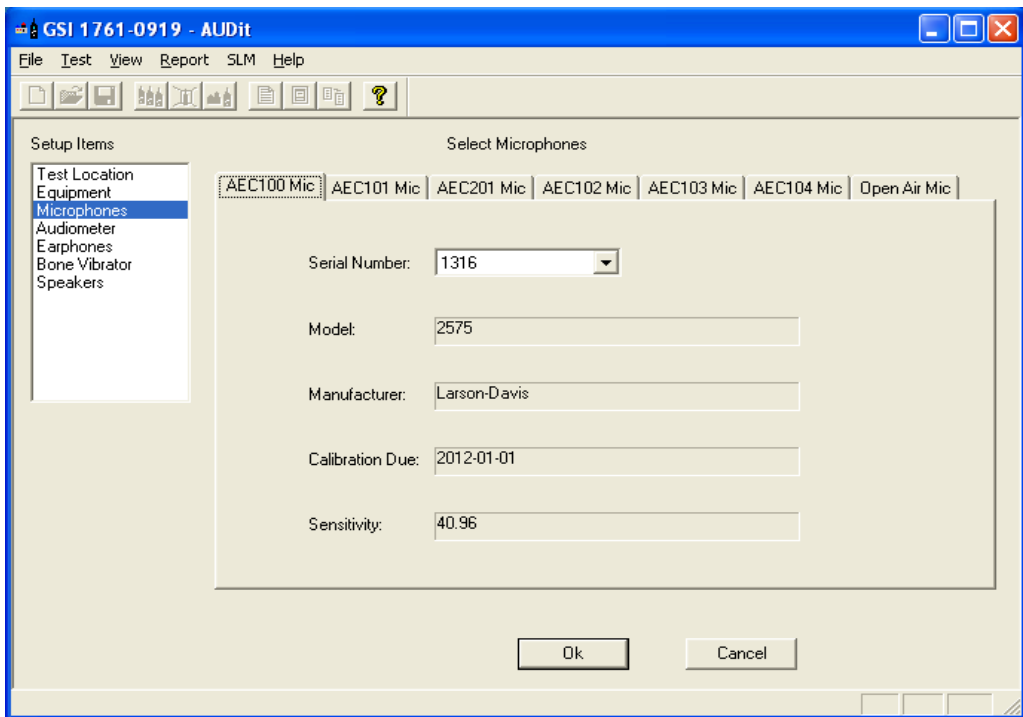 GSI 1761-0919 - AUDit
File Test View Report SLM Help
Setup Items
Select Microphones
Test Location
Equipment
Microphones
Audiometer
Earphones
Bone Vibrator
Speakers
AEC100 Mic AEC101 Mic AEC201 Mic AEC102 Mic AEC103 Mic AEC104 Mic Open Air Mic
Serial Number: 1316
Model: 2575
Manufacturer: Larson-Davis
Calibration Due: 2012-01-01
Sensitivity: 40.96
Ok Cancel